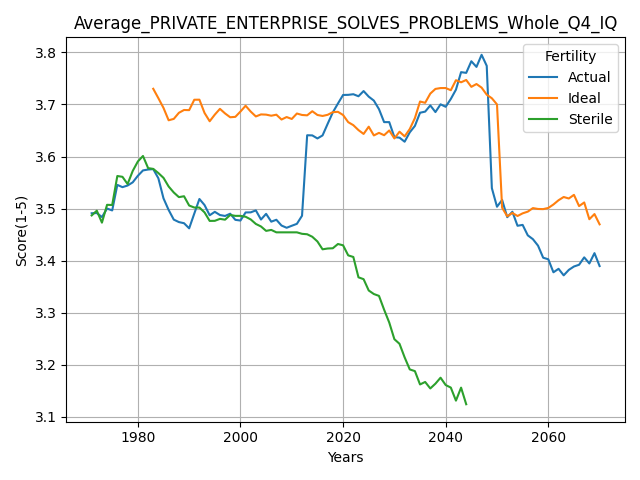 Average_PRIVATE_ENTERPRISE_SOLVES_PROBLEMS_Whole_Q4_IQ
Fertility
Actual
Ideal
Sterile
Score(1-5)
3.8
3.7
3.6
3.5
3.4
3.3
3.2
3.1
1980 2000 2020 2040 2060
Years